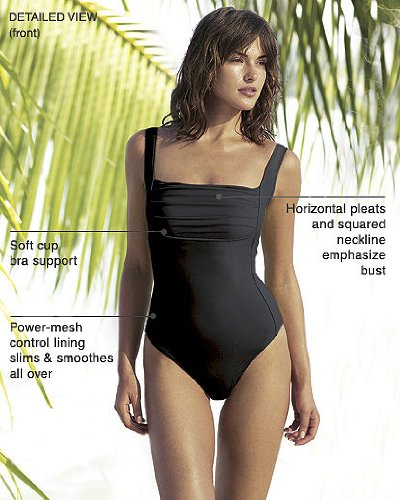 DETAILED VIEW
(front)
Horizontal pleats
and squared
neckline
emphasize
bust
Soft cup
bra support
Power-mesh
control lining
slims & smoothes
all over